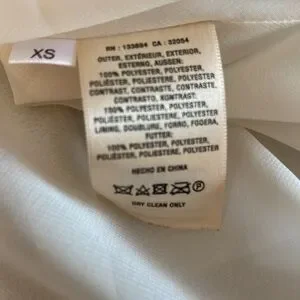 XS
RN : 133894 CA : 32054
OUTER, EXTÉRIEUR, EXTERIOR,
ESTERNO, AUSSEN:
100% POLYESTER, POLYESTER,
POLIÉSTER, POLIESTERE, POLYESTER
CONTRAST, CONTRASTE, CONTRASTE,
CONTRASTO, KONTRAST:
100% POLYESTER, POLYESTER,
POLIÉSTER, POLIESTERE, POLYESTER
LINING, DOUBLURE, FORRO, FODERA,
FUTTER:
100% POLYESTER, POLYESTER,
POLIÉSTER, POLIESTERE, POLYESTER
HECHO EN CHINA
P
DRY CLEAN ONLY